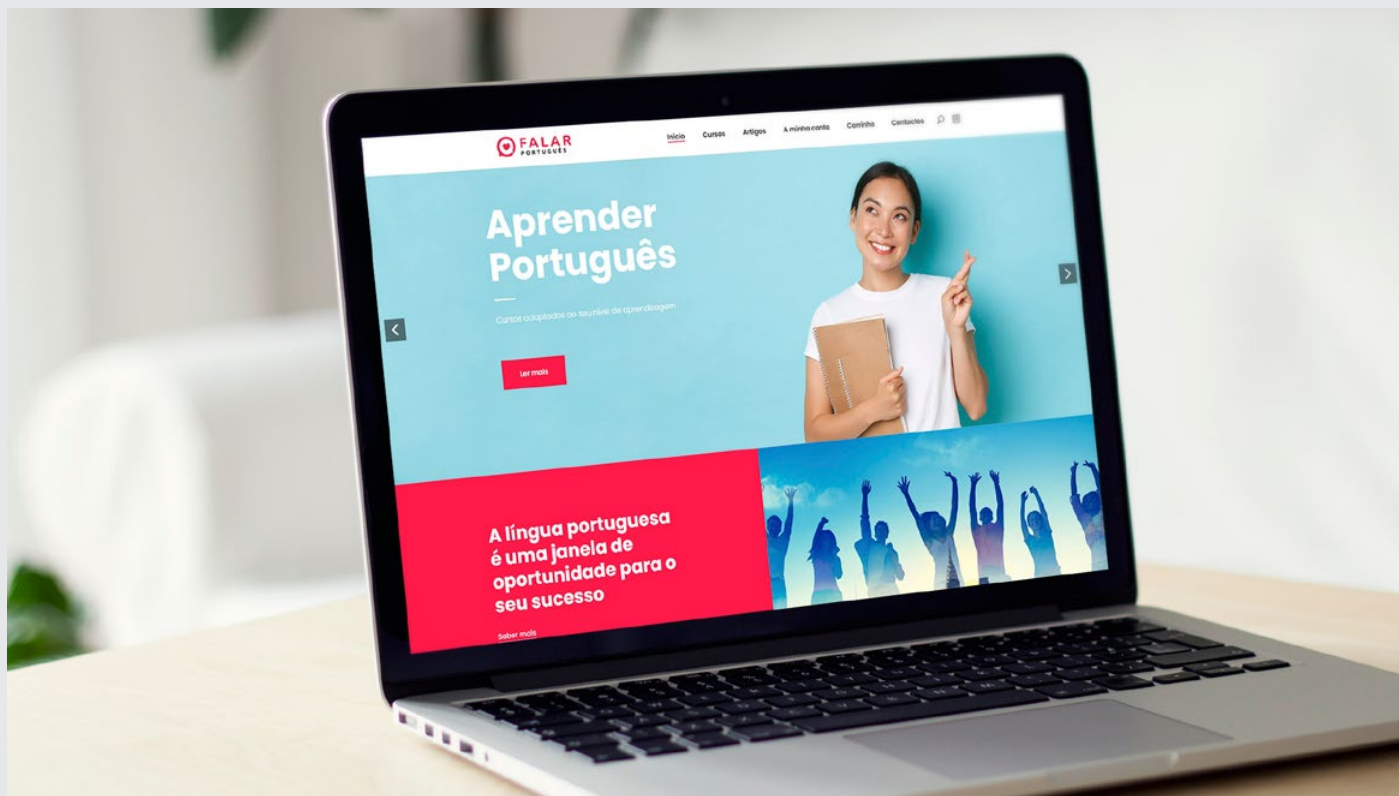 FALAR
PORTUGUÊS
Início Cursos Artigos A minha conta Carrinho Contactos
Aprender
Português
Cursos adaptados ao seu nível de aprendizagem
Ler mais
A língua portuguesa
é uma janela de
oportunidade para o
seu sucesso
Saber mais